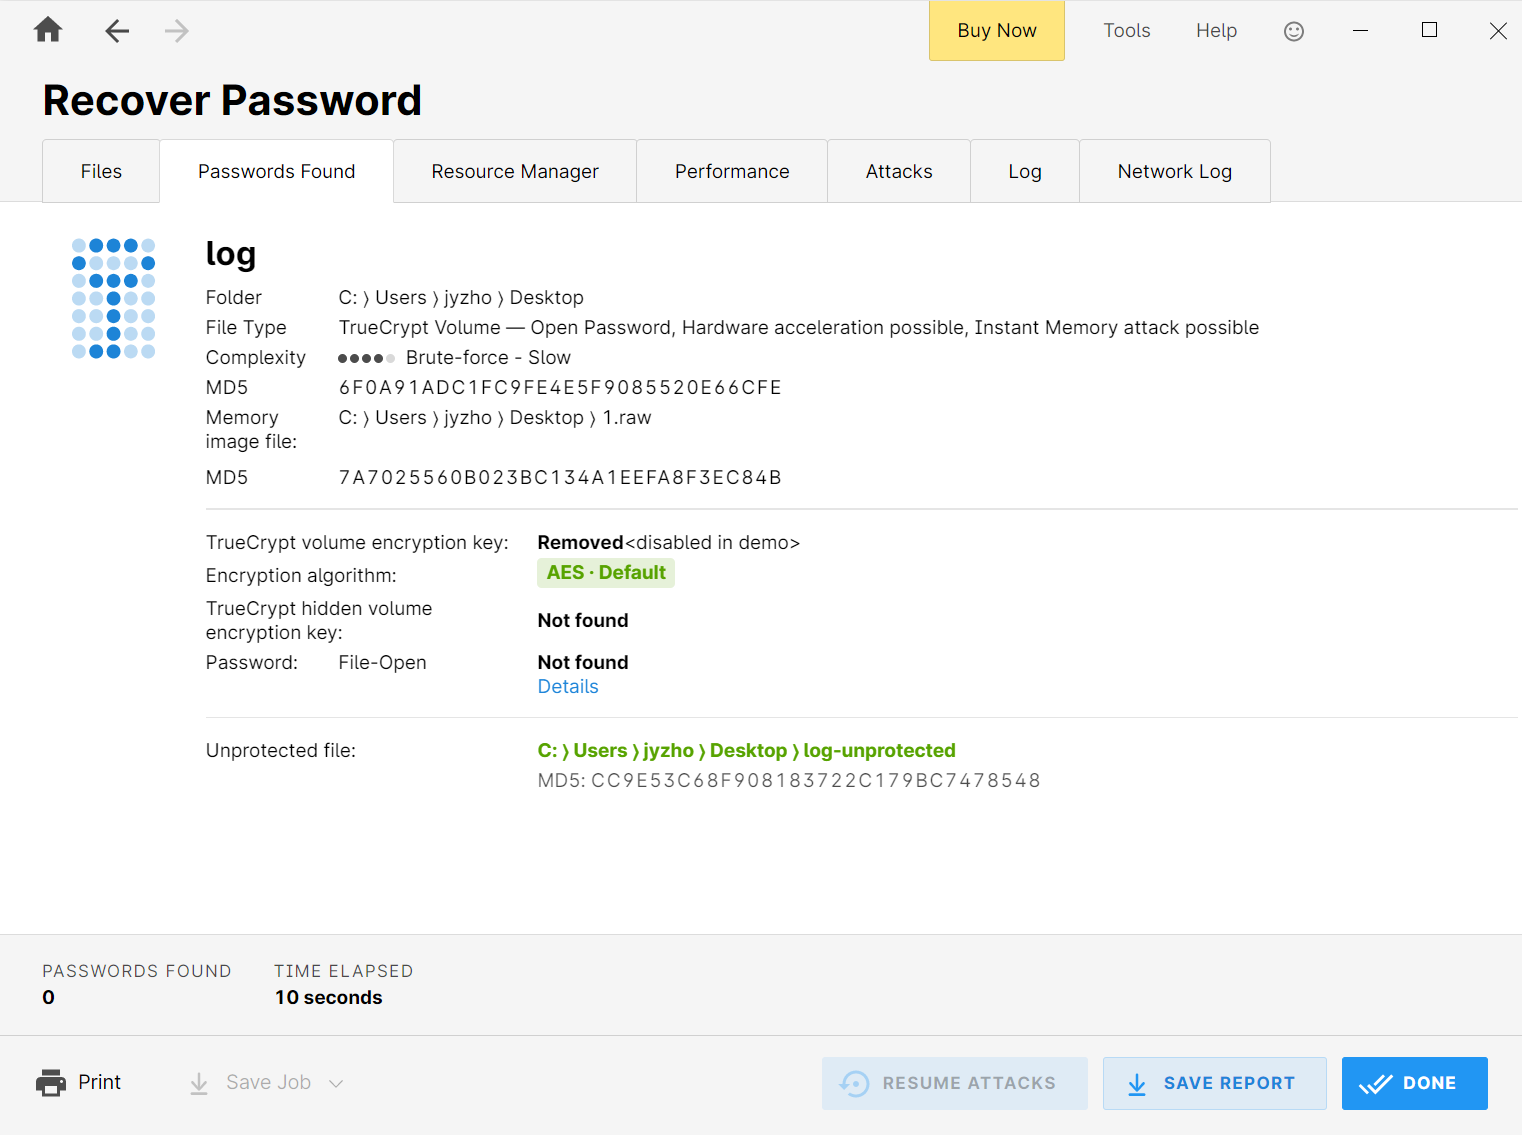 Buy Now
Tools
Help
Recover Password
Files
Passwords Found
Resource Manager
Performance
Attacks
Log
Network Log
log
Folder C: ⟩ Users ⟩ jyzho ⟩ Desktop
File Type TrueCrypt Volume — Open Password, Hardware acceleration possible, Instant Memory attack possible
Complexity Brute-force - Slow
MD5 6F0A91ADC1FC9FE4E5F9085520E66CFE
Memory C: ⟩ Users ⟩ jyzho ⟩ Desktop ⟩ 1.raw
image file:
MD5 7A7025560B023BC134A1EEFA8F3EC84B
TrueCrypt volume encryption key: Removed<disabled in demo>
Encryption algorithm: AES · Default
TrueCrypt hidden volume
encryption key: Not found
Password: File-Open Not found
Details
Unprotected file: C: ⟩ Users ⟩ jyzho ⟩ Desktop ⟩ log-unprotected
MD5: CC9E53C68F908183722C179BC7478548
PASSWORDS FOUND
0
TIME ELAPSED
10 seconds
Print
Save Job
RESUME ATTACKS
SAVE REPORT
DONE